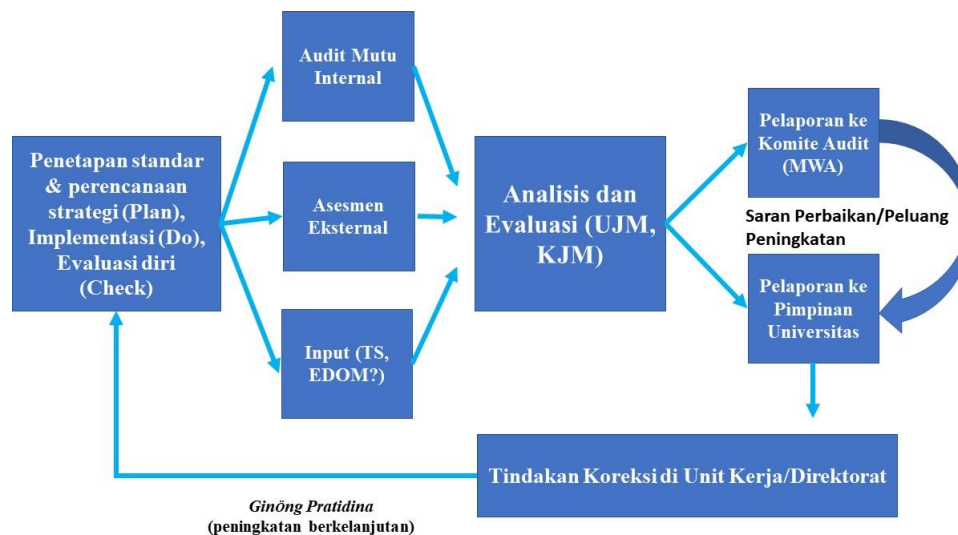 Penetapan standar
& perencanaan
strategi (Plan),
Implementasi (Do),
Evaluasi diri
(Check)
Audit Mutu
Internal
Asesmen
Eksternal
Input (TS,
EDOM?)
Analisis dan
Evaluasi (UJM,
KJM)
Pelaporan ke
Komite Audit
(MWA)
Saran Perbaikan/Peluang
Peningkatan
Pelaporan ke
Pimpinan
Universitas
Tindakan Koreksi di Unit Kerja/Direktorat
Ginŏng Pratidina
(peningkatan berkelanjutan)